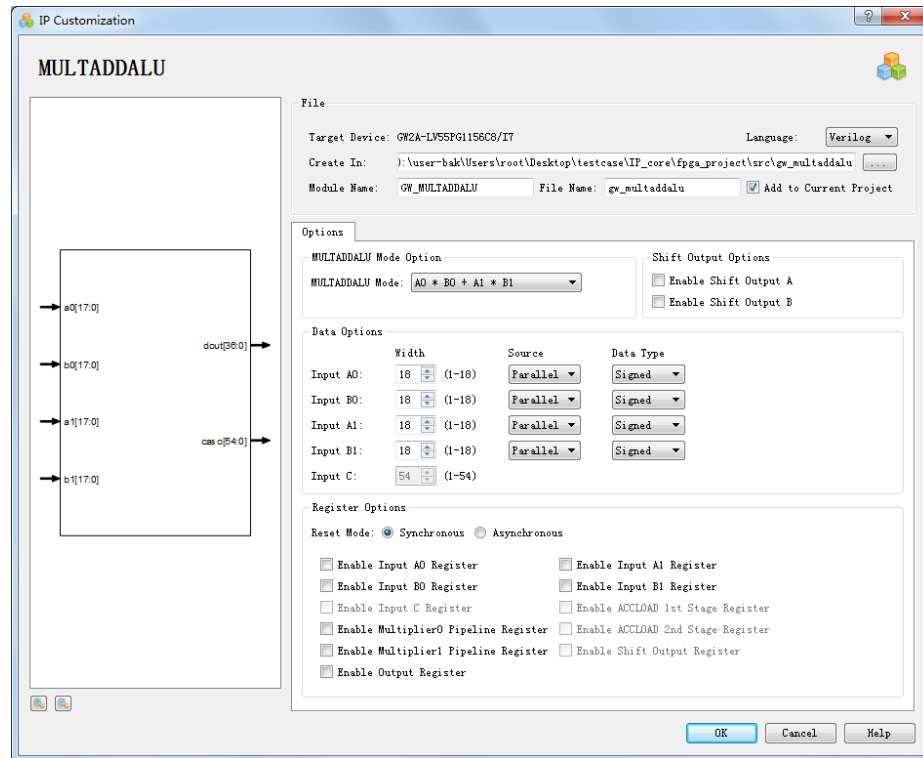 IP Customization
MULTADDALU
File
Target Device: GW2A-LV55PG1156C8/I7 Language: Verilog
Create In: ):\user-bak\Users\root\Desktop\testcase\IP_core\fpga_project\src\gw_multaddalu ...
Module Name: GW_MULTADDALU File Name: gw_multaddalu Add to Current Project
a0[17:0]
b0[17:0]
a1[17:0]
b1[17:0]
dout[36:0]
caso[54:0]
Options
MULTADDALU Mode Option
MULTADDALU Mode: A0 * B0 + A1 * B1
Shift Output Options
Enable Shift Output A
Enable Shift Output B
Data Options
Width Source Data Type
Input A0: 18 (1-18) Parallel Signed
Input B0: 18 (1-18) Parallel Signed
Input A1: 18 (1-18) Parallel Signed
Input B1: 18 (1-18) Parallel Signed
Input C: 54 (1-54)
Register Options
Reset Mode: Synchronous Asynchronous
Enable Input A0 Register Enable Input A1 Register
Enable Input B0 Register Enable Input B1 Register
Enable Input C Register Enable ACCLOAD 1st Stage Register
Enable Multiplier0 Pipeline Register Enable ACCLOAD 2nd Stage Register
Enable Multiplier1 Pipeline Register Enable Shift Output Register
Enable Output Register
OK Cancel Help